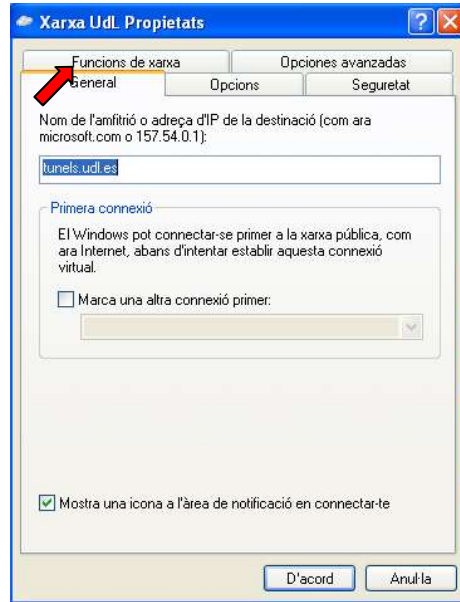 Xarxa UdL Propietats
Funcions de xarxa
Opciones avanzadas
General
Opcions
Seguretat
Nom de l'amfitrió o adreça d'IP de la destinació (com ara
microsoft.com o 157.54.0.1):
tunels.udl.es
Primera connexió
El Windows pot connectar-se primer a la xarxa pública, com
ara Internet, abans d'intentar establir aquesta connexió
virtual.
Marca una altra connexió primer:
Mostra una icona a l'àrea de notificació en connectar-te
D'acord
Anul·la